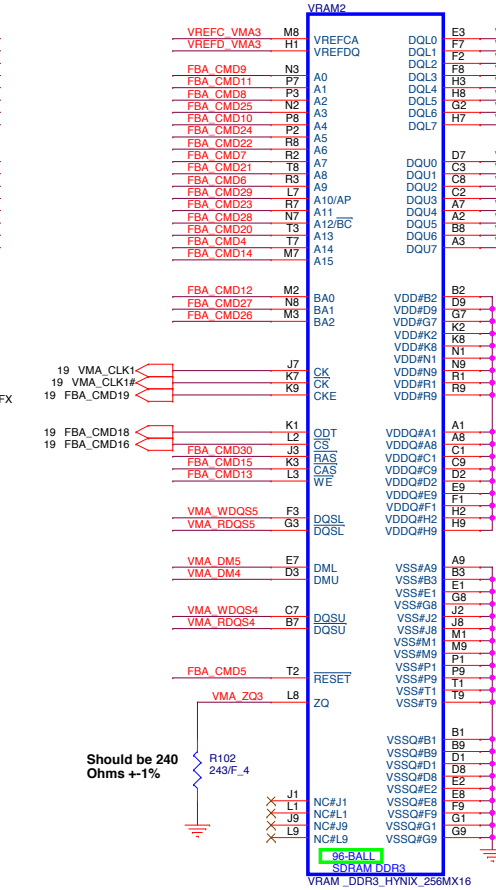 VRAM2
VREFC_VMA3 M8 VREFCA DQL0 E3
VREFD_VMA3 H1 VREFDQ DQL1 F7
DQL2 F2
FBA_CMD9 N3 A0 DQL3 F8
FBA_CMD11 P7 A1 DQL4 H3
FBA_CMD8 P3 A2 DQL5 H8
FBA_CMD25 N2 A3 DQL6 G2
FBA_CMD10 P8 A4 DQL7 H7
FBA_CMD24 P2 A5
FBA_CMD22 R8 A6
FBA_CMD7 R2 A7 DQU0 D7
FBA_CMD21 T8 A8 DQU1 C3
FBA_CMD6 R3 A9 DQU2 C8
FBA_CMD29 L7 A10/AP DQU3 C2
FBA_CMD23 R7 A11 DQU4 A7
FBA_CMD28 N7 A12/BC DQU5 A2
FBA_CMD20 T3 A13 DQU6 B8
FBA_CMD4 T7 A14 DQU7 A3
FBA_CMD14 M7 A15
FBA_CMD12 M2 BA0 VDD#B2 B2
FBA_CMD27 N8 BA1 VDD#D9 D9
FBA_CMD26 M3 BA2 VDD#G7 G7
VDD#K2 K2
VDD#K8 K8
VDD#N1 N1
19 VMA_CLK1 J7 CK VDD#N9 N9
19 VMA_CLK1# K7 CK VDD#R1 R1
19 FBA_CMD19 K9 CKE VDD#R9 R9
FX
19 FBA_CMD18 K1 ODT VDDQ#A1 A1
19 FBA_CMD16 L2 CS VDDQ#A8 A8
FBA_CMD30 J3 RAS VDDQ#C1 C1
FBA_CMD15 K3 CAS VDDQ#C9 C9
FBA_CMD13 L3 WE VDDQ#D2 D2
VDDQ#E9 E9
VDDQ#F1 F1
VMA_WDQS5 F3 DQSL VDDQ#H2 H2
VMA_RDQS5 G3 DQSL VDDQ#H9 H9
VMA_DM5 E7 DML VSS#A9 A9
VMA_DM4 D3 DMU VSS#B3 B3
VSS#E1 E1
VSS#G8 G8
VMA_WDQS4 C7 DQSU VSS#J2 J2
VMA_RDQS4 B7 DQSU VSS#J8 J8
VSS#M1 M1
VSS#M9 M9
VSS#P1 P1
FBA_CMD5 T2 RESET VSS#P9 P9
VSS#T1 T1
VMA_ZQ3 L8 ZQ VSS#T9 T9
VSSQ#B1 B1
VSSQ#B9 B9
Should be 240 R102 VSSQ#D1 D1
Ohms +-1% 243/F_4 VSSQ#D8 D8
VSSQ#E2 E2
J1 NC#J1 VSSQ#E8 E8
L1 NC#L1 VSSQ#F9 F9
J9 NC#J9 VSSQ#G1 G1
L9 NC#L9 VSSQ#G9 G9
96-BALL
SDRAM DDR3
VRAM _DDR3_HYNIX_256MX16